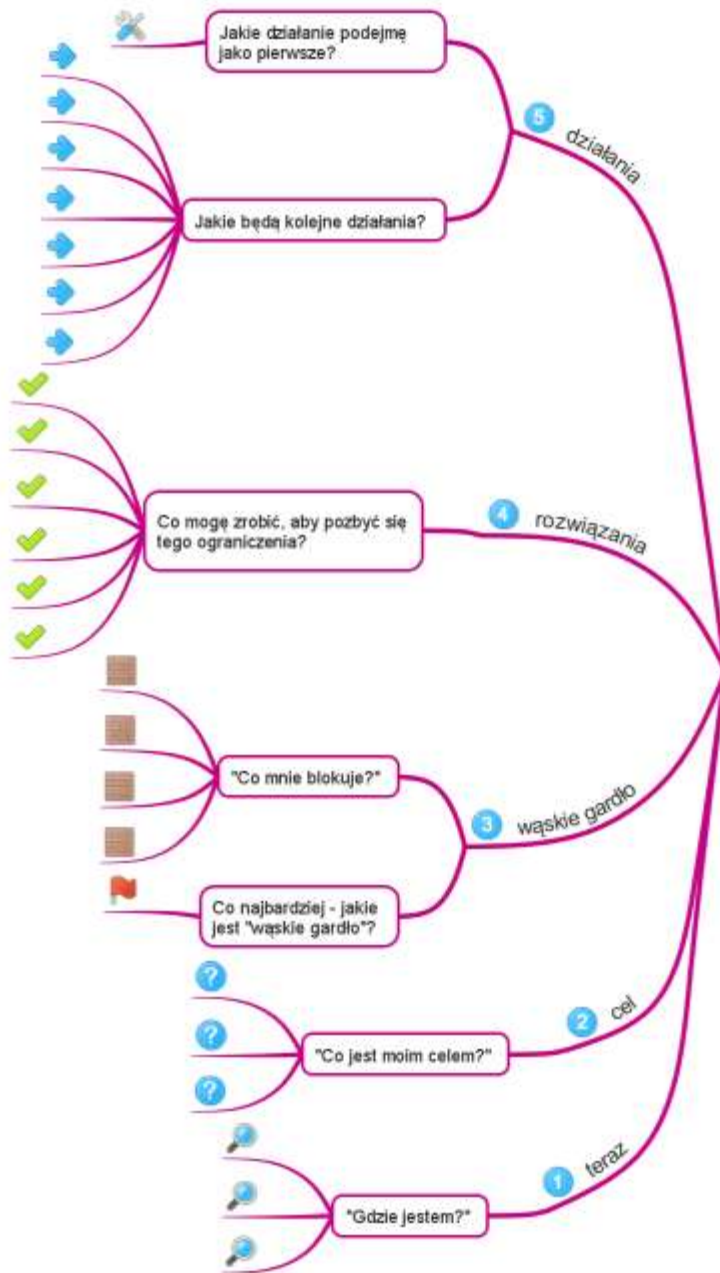 Jakie działanie podejmę
jako pierwsze?
5 działania
Jakie będą kolejne działania?
4 rozwiązania
Co mogę zrobić, aby pozbyć się
tego ograniczenia?
"Co mnie blokuje?"
3 wąskie gardło
Co najbardziej - jakie
jest "wąskie gardło"?
?
2 cel
?
"Co jest moim celem?"
?
1 teraz
"Gdzie jestem?"